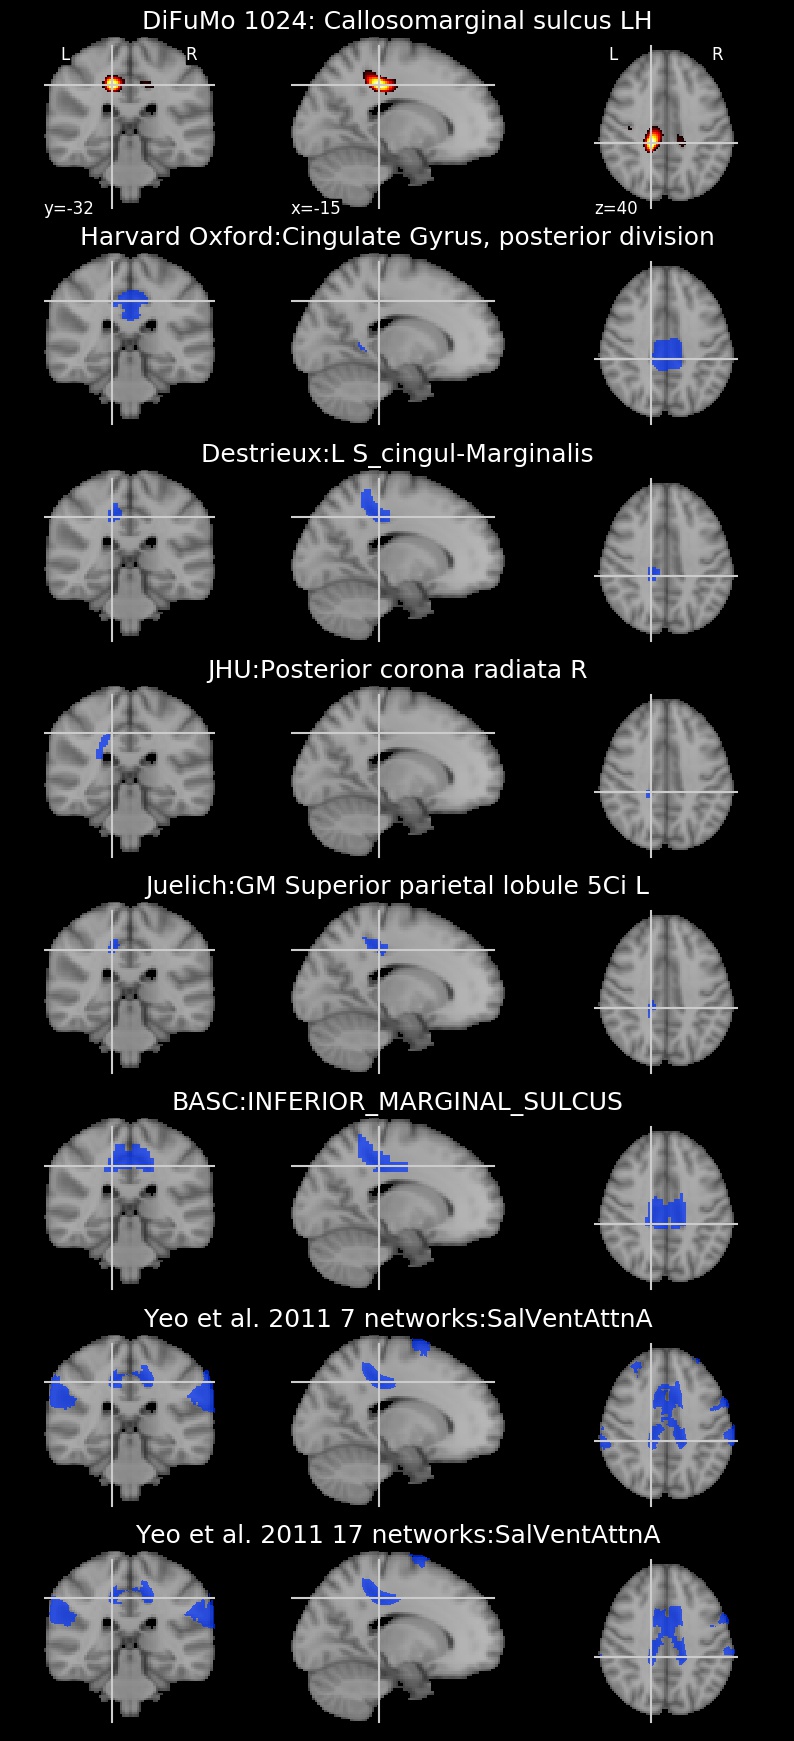 DiFuMo 1024: Callosomarginal sulcus LH
L R L R
y=-32 x=-15 z=40
Harvard Oxford:Cingulate Gyrus, posterior division
Destrieux:L S_cingul-Marginalis
JHU:Posterior corona radiata R
Juelich:GM Superior parietal lobule 5Ci L
BASC:INFERIOR_MARGINAL_SULCUS
Yeo et al. 2011 7 networks:SalVentAttnA
Yeo et al. 2011 17 networks:SalVentAttnA